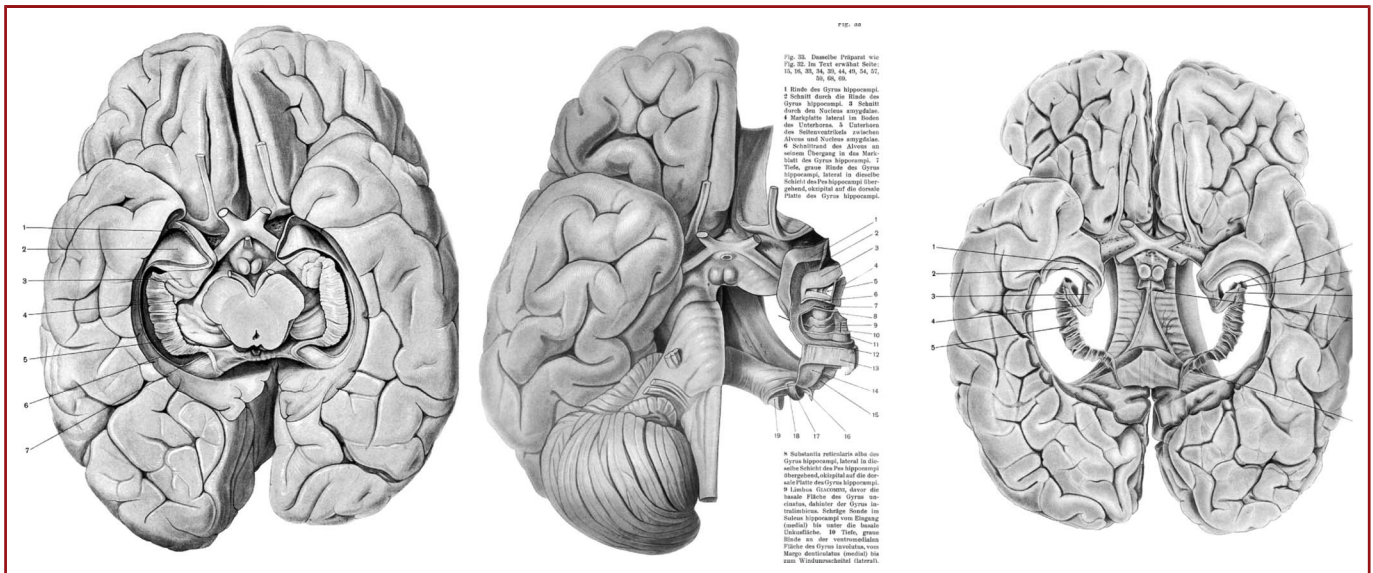 1
2
3
4
5
6
7
Fig. 33
Fig. 33. Dasselbe Präparat wie
Fig. 32. Im Text erwähnt Seite:
15, 16, 33, 34, 39, 44, 49, 54, 57,
59, 68, 69.
1 Rinde des Gyrus hippocampi.
2 Schnitt durch die Rinde des
Gyrus hippocampi. 3 Schnitt
durch den Nucleus amygdalae.
4 Markplatte lateral im Boden
des Unterhorns. 5 Unterhorn
des Seitenventrikels zwischen
Alveus und Nucleus amygdalae.
6 Schnittrand des Alveus an
seinem Übergang in das Mark-
blatt des Gyrus hippocampi. 7
Tiefe, graue Rinde des Gyrus
hippocampi, lateral in dieselbe
Schicht des Pes hippocampi über-
gehend, okzipital auf die dorsale
Platte des Gyrus hippocampi.
1
2
3
4
5
6
7
8
9
10
11
12
13
14
15
19 18 17 16
8 Substantia reticularis alba des
Gyrus hippocampi, lateral in die-
selbe Schicht des Pes hippocampi
übergehend, okzipital auf die dor-
sale Platte des Gyrus hippocampi.
9 Limbus GIACOMINI, davor die
basale Fläche des Gyrus un-
cinatus, dahinter der Gyrus in-
tralimbicus. Schräge Sonde im
Sulcus hippocampi vom Eingang
(medial) bis unter die basale
Unkusfläche. 10 Tiefe, graue
Rinde an der ventromedialen
Fläche des Gyrus involutus, vom
Margo denticulatus (medial) bis
zum Windungsscheitel (lateral).
1
2
3
4
5